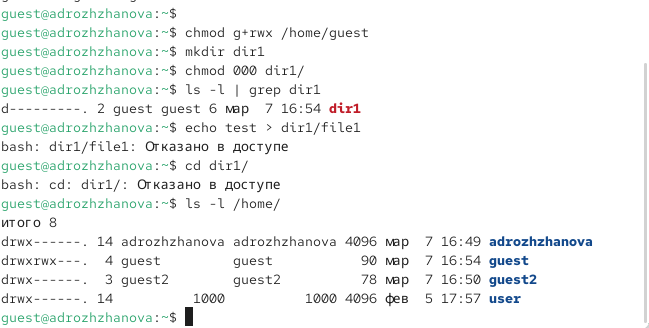 guest@adrozhzhanova:~$
guest@adrozhzhanova:~$ chmod g+rwx /home/guest
guest@adrozhzhanova:~$ mkdir dir1
guest@adrozhzhanova:~$ chmod 000 dir1/
guest@adrozhzhanova:~$ ls -l | grep dir1
d---------. 2 guest guest 6 мар  7 16:54 dir1
guest@adrozhzhanova:~$ echo test > dir1/file1
bash: dir1/file1: Отказано в доступе
guest@adrozhzhanova:~$ cd dir1/
bash: cd: dir1/: Отказано в доступе
guest@adrozhzhanova:~$ ls -l /home/
итого 8
drwx------. 14 adrozhzhanova adrozhzhanova 4096 мар  7 16:49 adrozhzhanova
drwxrwx---.  4 guest         guest           90 мар  7 16:54 guest
drwx------.  3 guest2        guest2          78 мар  7 16:50 guest2
drwx------. 14          1000          1000 4096 фев  5 17:57 user
guest@adrozhzhanova:~$